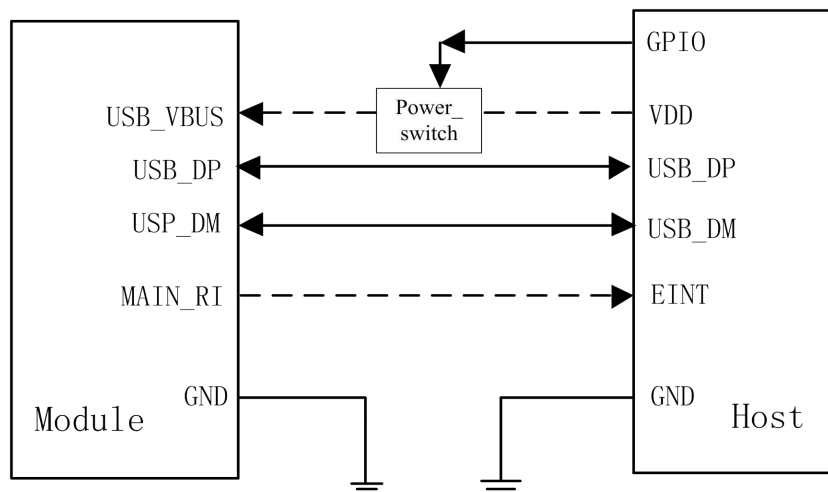 GPIO
USB_VBUS
Power_
switch
VDD
USB_DP
USB_DP
USP_DM
USB_DM
MAIN_RI
EINT
GND
GND
Module
Host